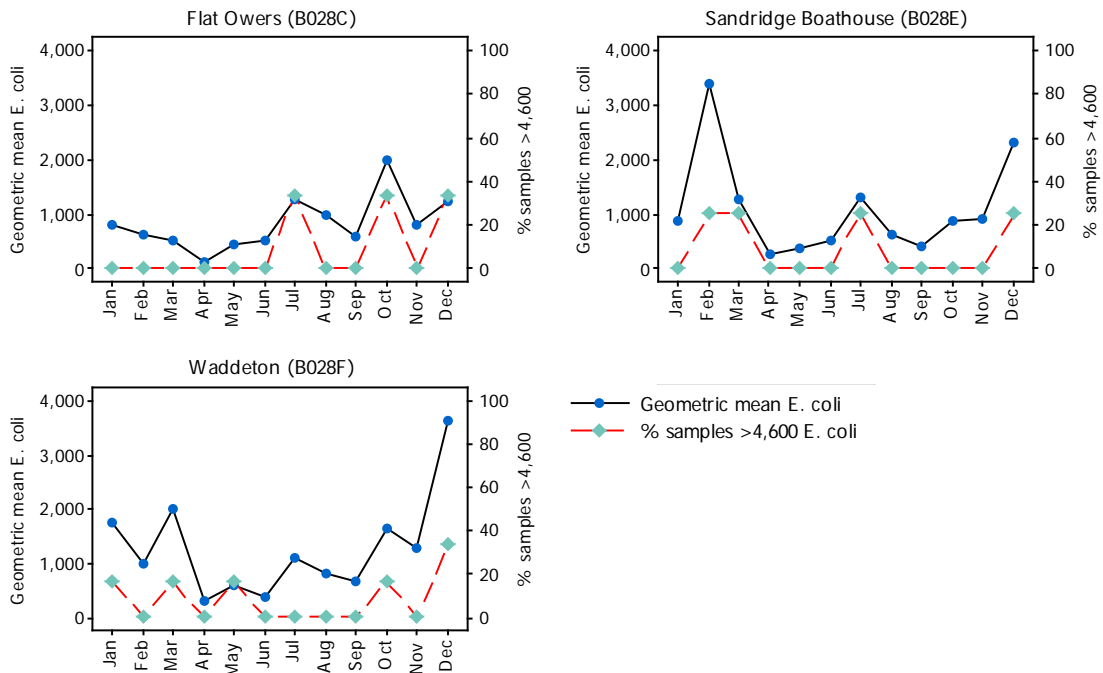 Flat Owers (B028C)
4,000
3,000
2,000
1,000
0
Geometric mean E. coli
100
80
60
40
20
0
% samples >4,600
Jan Feb Mar Apr May Jun Jul Aug Sep Oct Nov Dec
Sandridge Boathouse (B028E)
4,000
3,000
2,000
1,000
0
Geometric mean E. coli
100
80
60
40
20
0
% samples >4,600
Jan Feb Mar Apr May Jun Jul Aug Sep Oct Nov Dec
Waddeton (B028F)
4,000
3,000
2,000
1,000
0
Geometric mean E. coli
100
80
60
40
20
0
% samples >4,600
Jan Feb Mar Apr May Jun Jul Aug Sep Oct Nov Dec
Geometric mean E. coli
% samples >4,600 E. coli